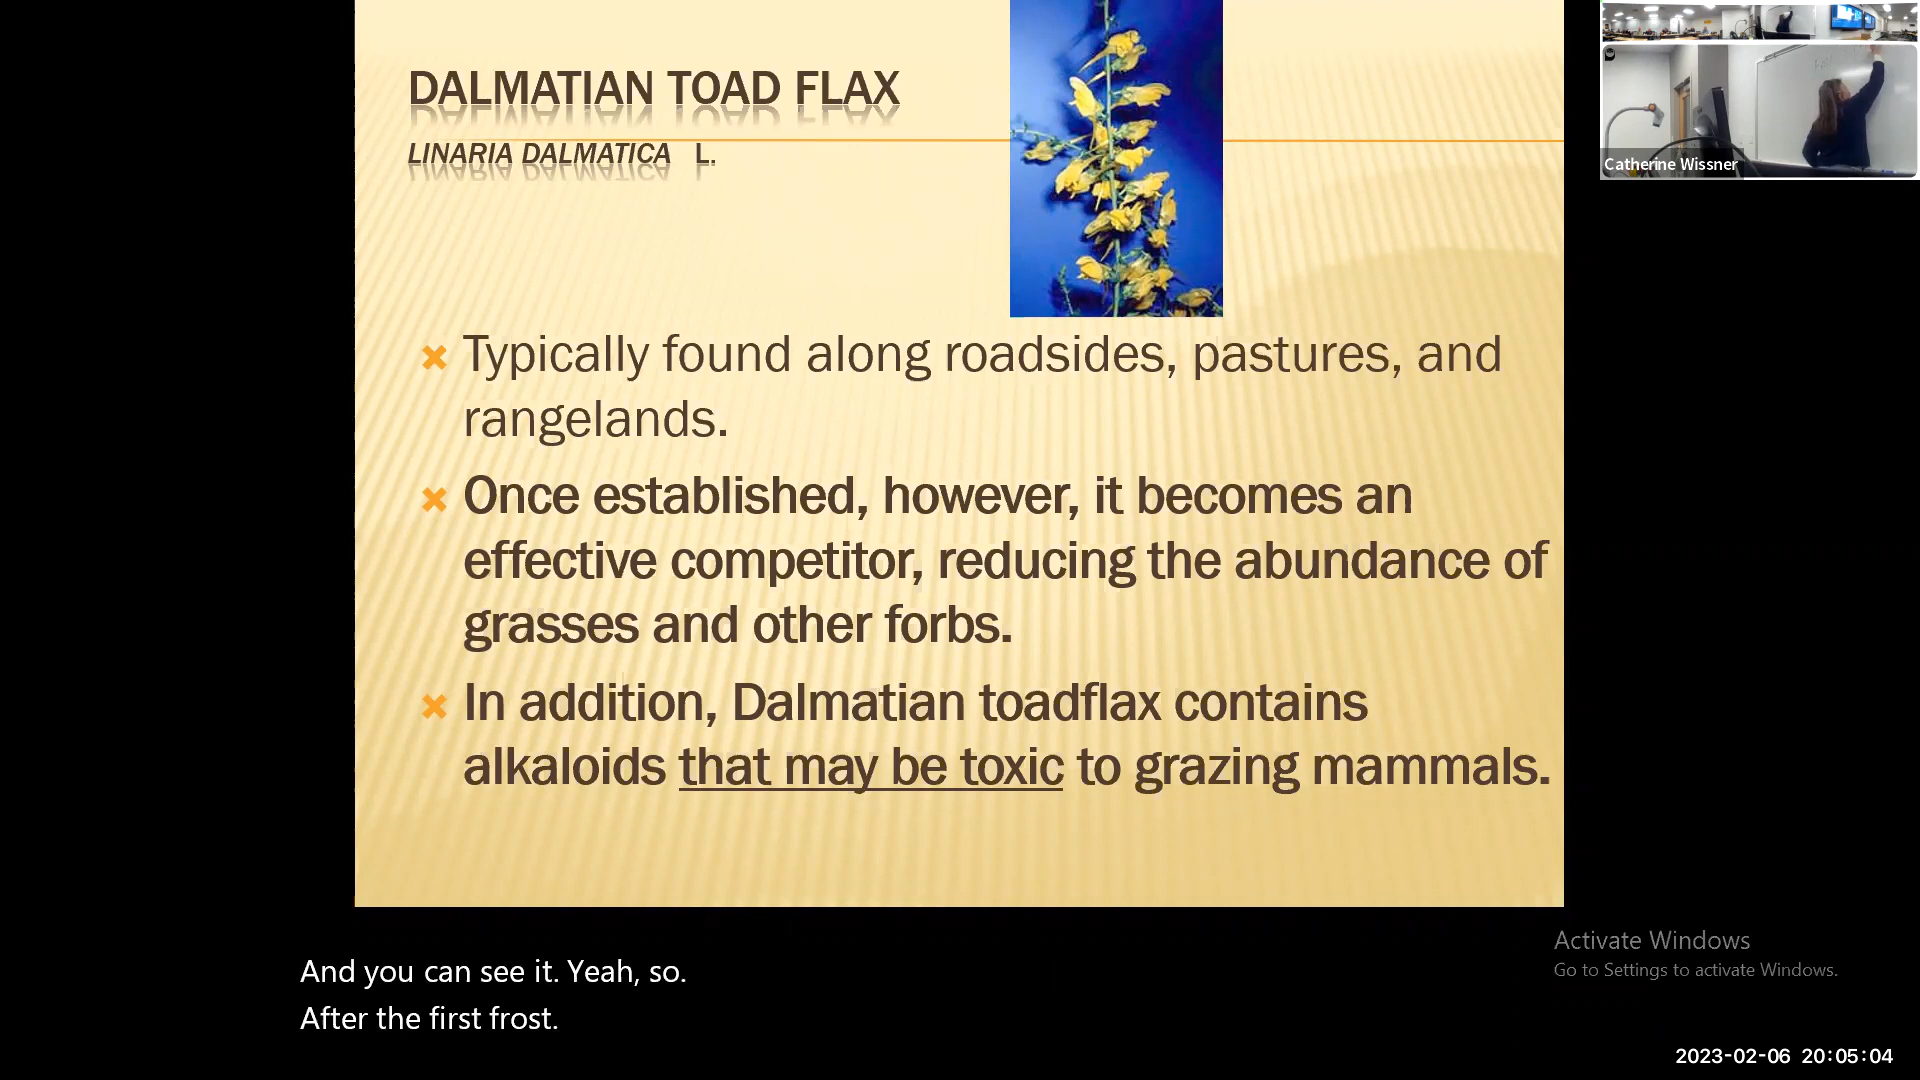 DALMATIAN TOAD FLAX
LINARIA DALMATICA L.
Typically found along roadsides, pastures, and
rangelands.
Once established, however, it becomes an
effective competitor, reducing the abundance of
grasses and other forbs.
In addition, Dalmatian toadflax contains
alkaloids that may be toxic to grazing mammals.
Catherine Wissner
And you can see it. Yeah, so.
After the first frost.
Activate Windows
Go to Settings to activate Windows.
2023-02-06 20:05:04